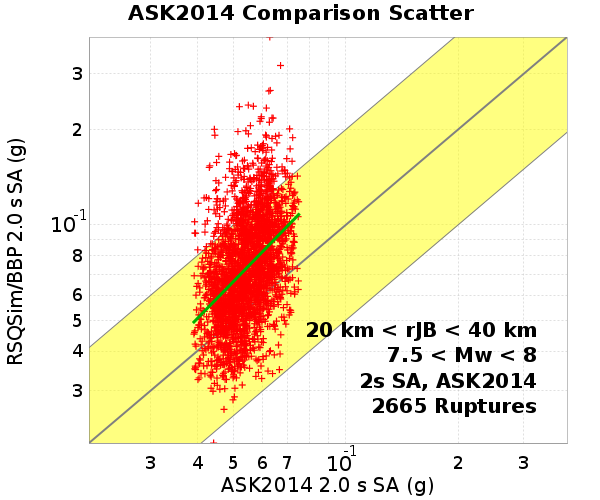 ASK2014 Comparison Scatter
RSQSim/BBP 2.0 s SA (g)
3
2
10⁻¹
8
6
5
4
3
20 km < rJB < 40 km
7.5 < Mw < 8
2s SA, ASK2014
2665 Ruptures
3 4 5 6 7 10⁻¹ 2 3
ASK2014 2.0 s SA (g)